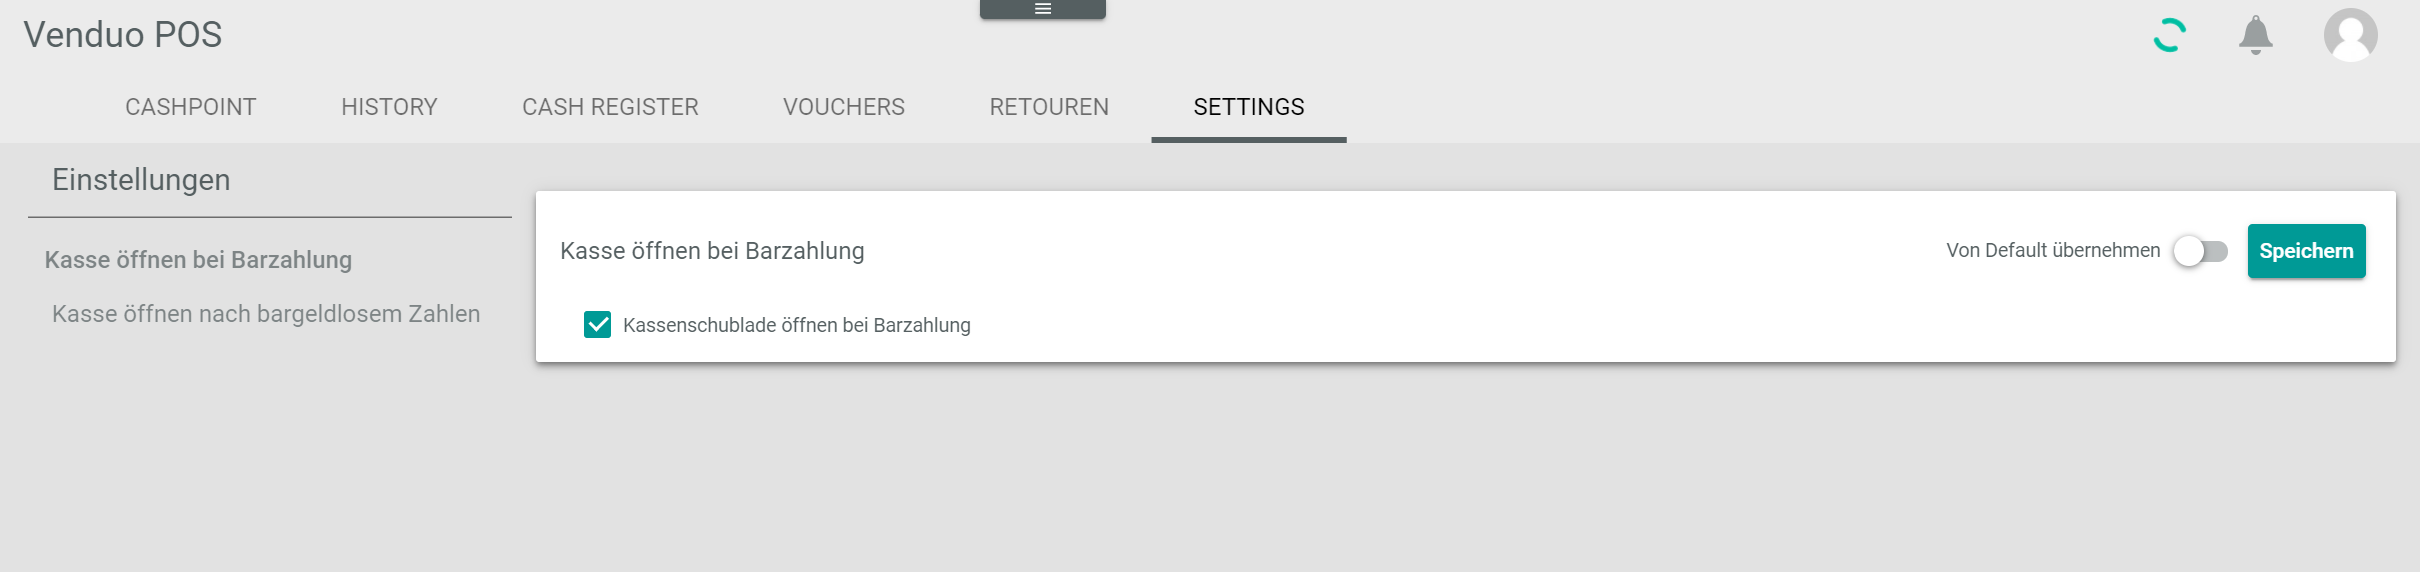 Venduo POS
CASHPOINT HISTORY CASH REGISTER VOUCHERS RETOUREN SETTINGS
Einstellungen
Kasse öffnen bei Barzahlung
Kasse öffnen nach bargeldlosem Zahlen
Kasse öffnen bei Barzahlung Von Default übernehmen Speichern
Kassenschublade öffnen bei Barzahlung